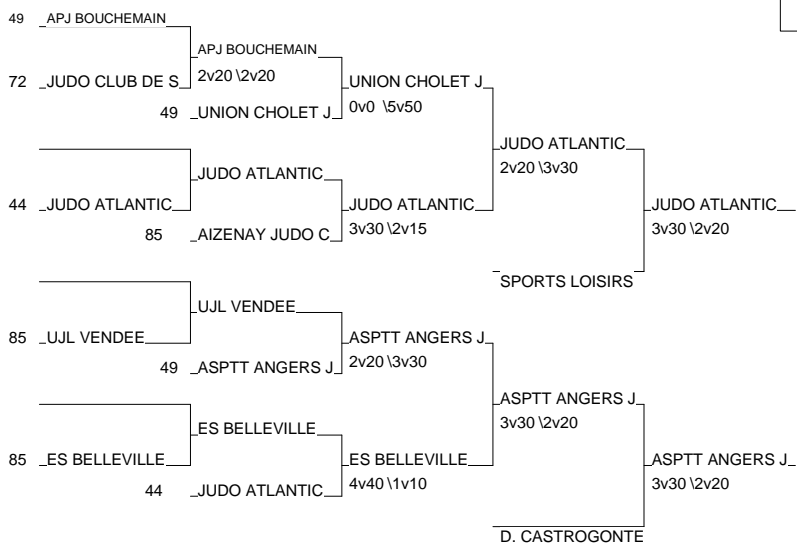 49 APJ BOUCHEMAIN
APJ BOUCHEMAIN
72 JUDO CLUB DE S
2v20 \2v20
UNION CHOLET J
49 UNION CHOLET J
0v0 \5v50
JUDO ATLANTIC
2v20 \3v30
JUDO ATLANTIC
44 JUDO ATLANTIC
JUDO ATLANTIC
JUDO ATLANTIC
85 AIZENAY JUDO C
3v30 \2v15
3v30 \2v20
SPORTS LOISIRS
UJL VENDEE
85 UJL VENDEE
ASPTT ANGERS J
49 ASPTT ANGERS J
2v20 \3v30
ASPTT ANGERS J
3v30 \2v20
ES BELLEVILLE
85 ES BELLEVILLE
ES BELLEVILLE
ASPTT ANGERS J
44 JUDO ATLANTIC
4v40 \1v10
3v30 \2v20
D. CASTROGONTE